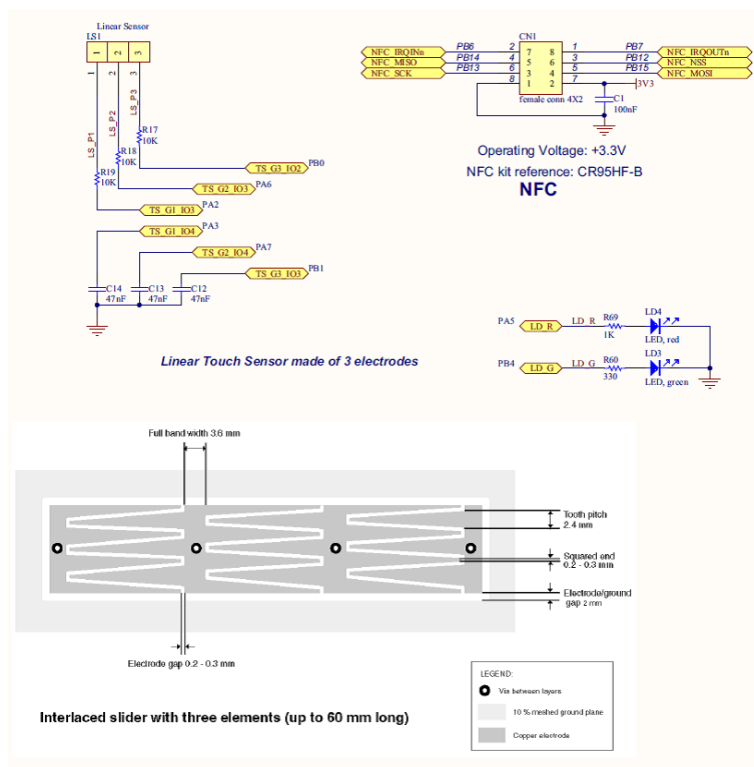 Linear Sensor
LS1
1 2 3
1 2 3
LS_P1
LS_P2
LS_P3
R17
10K
R18
10K
R19
10K
TS_G3_IO2 PB0
TS_G2_IO3 PA6
TS_G1_IO3 PA2
TS_G1_IO4 PA3
TS_G2_IO4 PA7
TS_G3_IO3 PB1
C14
47nF
C13
47nF
C12
47nF
Linear Touch Sensor made of 3 electrodes
CN1
NFC_IRQINn PB6 2 7 8 1 PB7 NFC_IRQOUTn
NFC_MISO PB14 4 5 6 3 PB12 NFC_NSS
NFC_SCK PB13 6 3 4 5 PB15 NFC_MOSI
8 1 2 7 3V3
female conn 4X2
C1
100nF
Operating Voltage: +3.3V
NFC kit reference: CR95HF-B
NFC
PA5 LD_R LD_R R69 LD4
1K LED, red
PB4 LD_G LD_G R60 LD3
330 LED, green
Full band width 3.6 mm
Tooth pitch
2.4 mm
Squared end
0.2 - 0.3 mm
Electrode/ground
gap 2 mm
Electrode gap 0.2 - 0.3 mm
LEGEND:
Via between layers
10 % meshed ground plane
Copper electrode
Interlaced slider with three elements (up to 60 mm long)